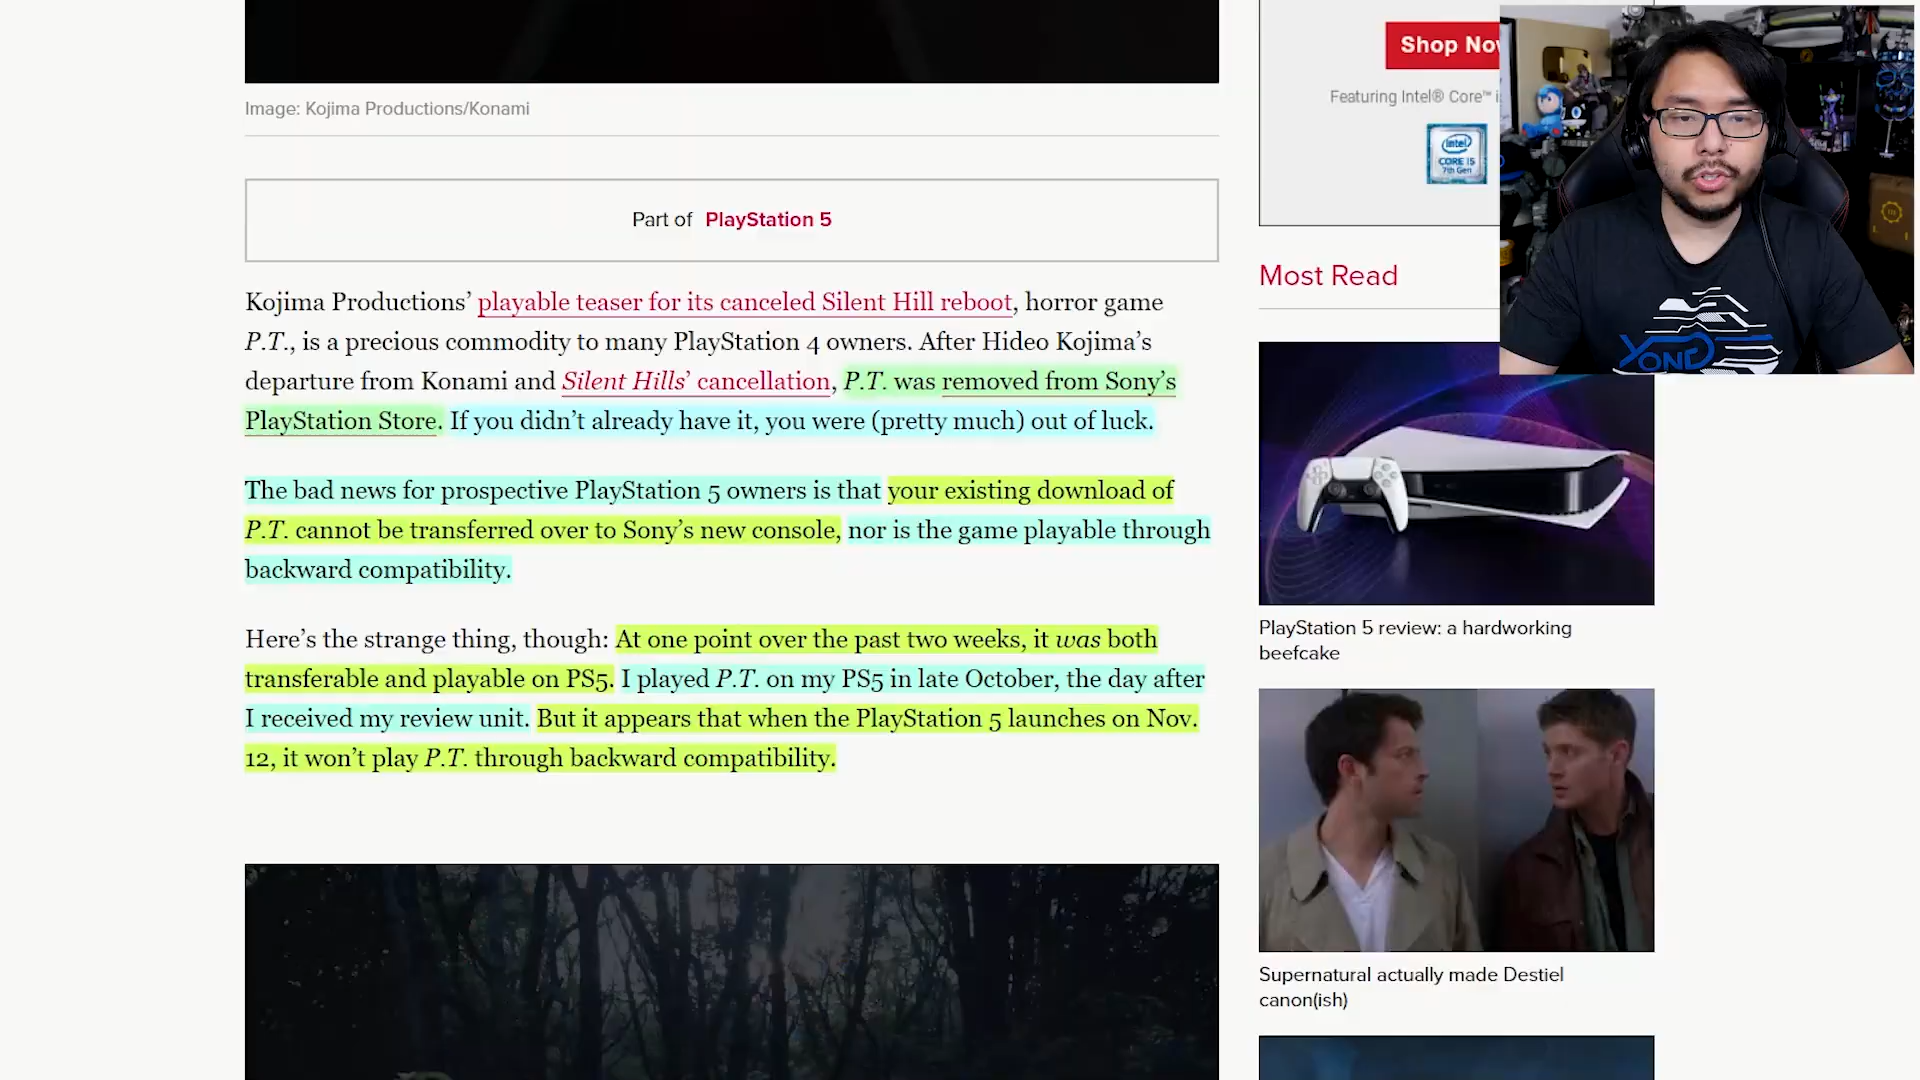 Image: Kojima Productions/Konami
Part of PlayStation 5
Kojima Productions’ playable teaser for its canceled Silent Hill reboot, horror game
P.T., is a precious commodity to many PlayStation 4 owners. After Hideo Kojima’s
departure from Konami and Silent Hills’ cancellation, P.T. was removed from Sony’s
PlayStation Store. If you didn’t already have it, you were (pretty much) out of luck.
The bad news for prospective PlayStation 5 owners is that your existing download of
P.T. cannot be transferred over to Sony’s new console, nor is the game playable through
backward compatibility.
Here’s the strange thing, though: At one point over the past two weeks, it was both
transferable and playable on PS5. I played P.T. on my PS5 in late October, the day after
I received my review unit. But it appears that when the PlayStation 5 launches on Nov.
12, it won’t play P.T. through backward compatibility.
Shop Now
Featuring Intel® Core™
intel
CORE i5
7th Gen
Most Read
PlayStation 5 review: a hardworking
beefcake
Supernatural actually made Destiel
canon(ish)
YONG